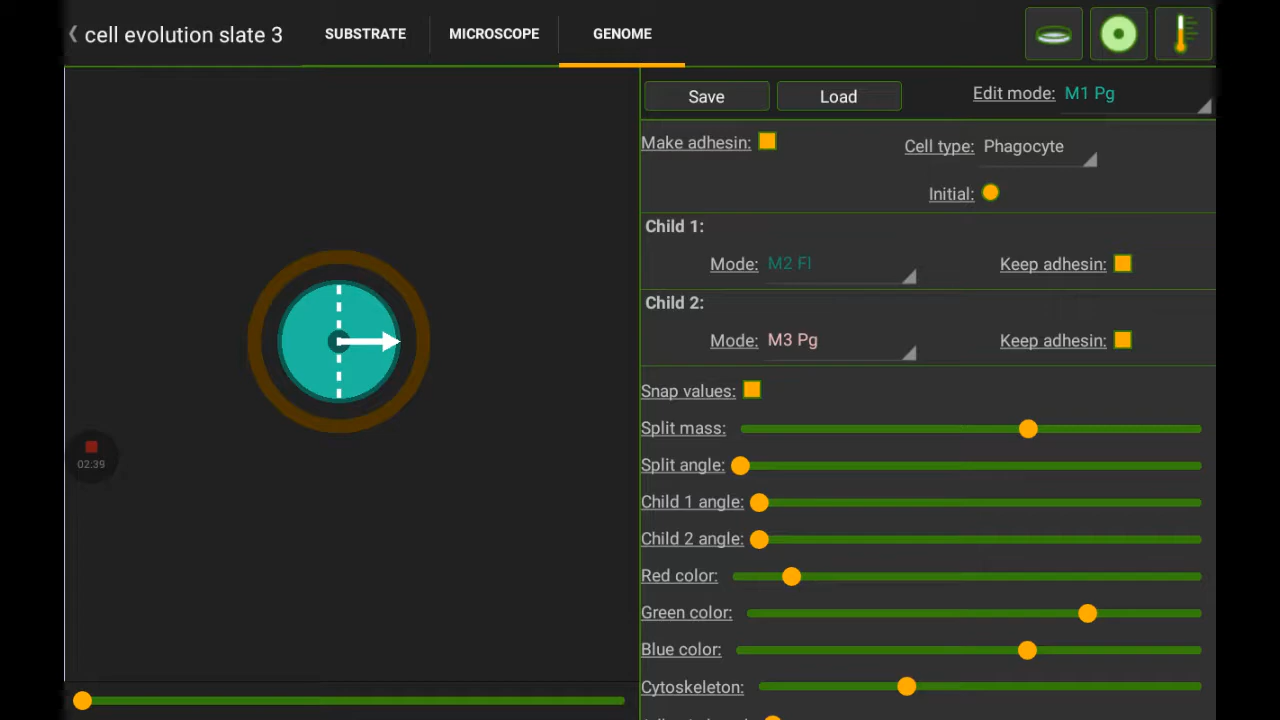 cell evolution slate 3
SUBSTRATE
MICROSCOPE
GENOME
Save
Load
Edit mode: M1 Pg
Make adhesin:
Cell type: Phagocyte
Initial:
Child 1:
Mode: M2 Fl
Keep adhesin:
Child 2:
Mode: M3 Pg
Keep adhesin:
Snap values:
Split mass:
Split angle:
Child 1 angle:
Child 2 angle:
Red color:
Green color:
Blue color:
Cytoskeleton:
02:39